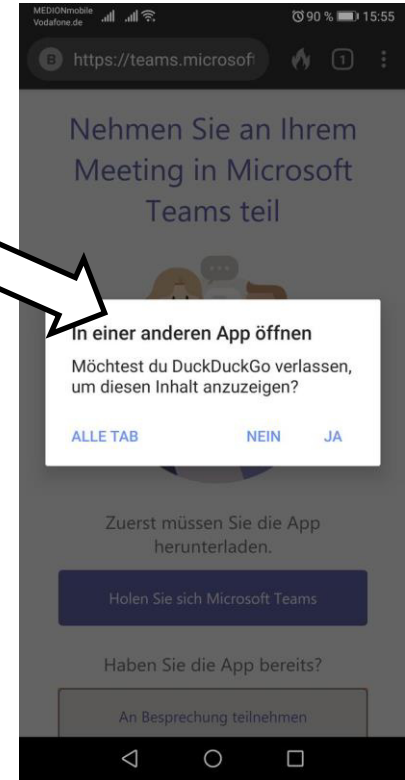 MEDIONmobile
Vodafone.de
90 % 15:55
B https://teams.microsof 1
Nehmen Sie an Ihrem
Meeting in Microsoft
Teams teil
In einer anderen App öffnen
Möchtest du DuckDuckGo verlassen,
um diesen Inhalt anzuzeigen?
ALLE TAB NEIN JA
Zuerst müssen Sie die App
herunterladen.
Holen Sie sich Microsoft Teams
Haben Sie die App bereits?
An Besprechung teilnehmen